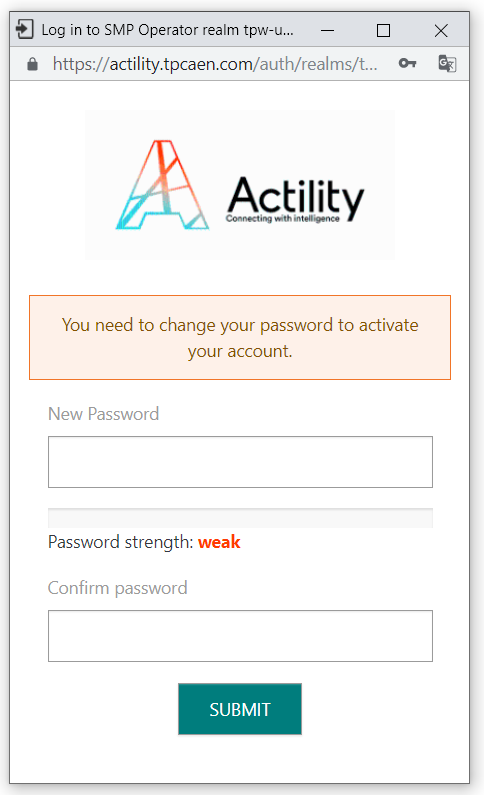 Log in to SMP Operator realm tpw-u...
https://actility.tpcaen.com/auth/realms/t...
Actility
Connecting with intelligence
You need to change your password to activate
your account.
New Password
Password strength: weak
Confirm password
SUBMIT